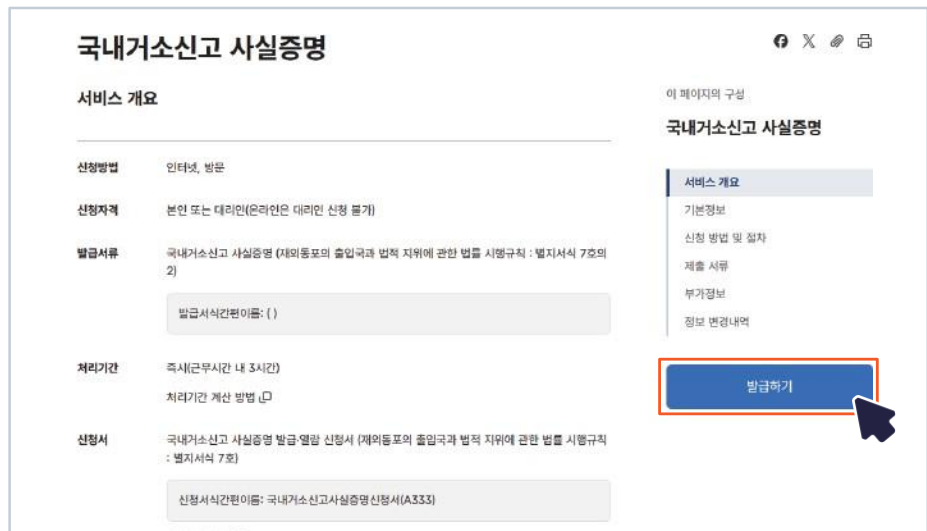 국내거소신고 사실증명
서비스 개요
신청방법
인터넷, 방문
신청자격
본인 또는 대리인(온라인은 대리인 신청 불가)
발급서류
국내거소신고 사실증명 (재외동포의 출입국과 법적 지위에 관한 법률 시행규칙 : 별지서식 7호의
2)
발급서식간편이름: ( )
처리기간
즉시(근무시간 내 3시간)
처리기간 계산 방법
신청서
국내거소신고 사실증명 발급·열람 신청서 (재외동포의 출입국과 법적 지위에 관한 법률 시행규칙
: 별지서식 7호)
신청서식간편이름: 국내거소신고사실증명신청서(A333)
이 페이지의 구성
국내거소신고 사실증명
서비스 개요
기본정보
신청 방법 및 절차
제출 서류
부가정보
정보 변경내역
발급하기